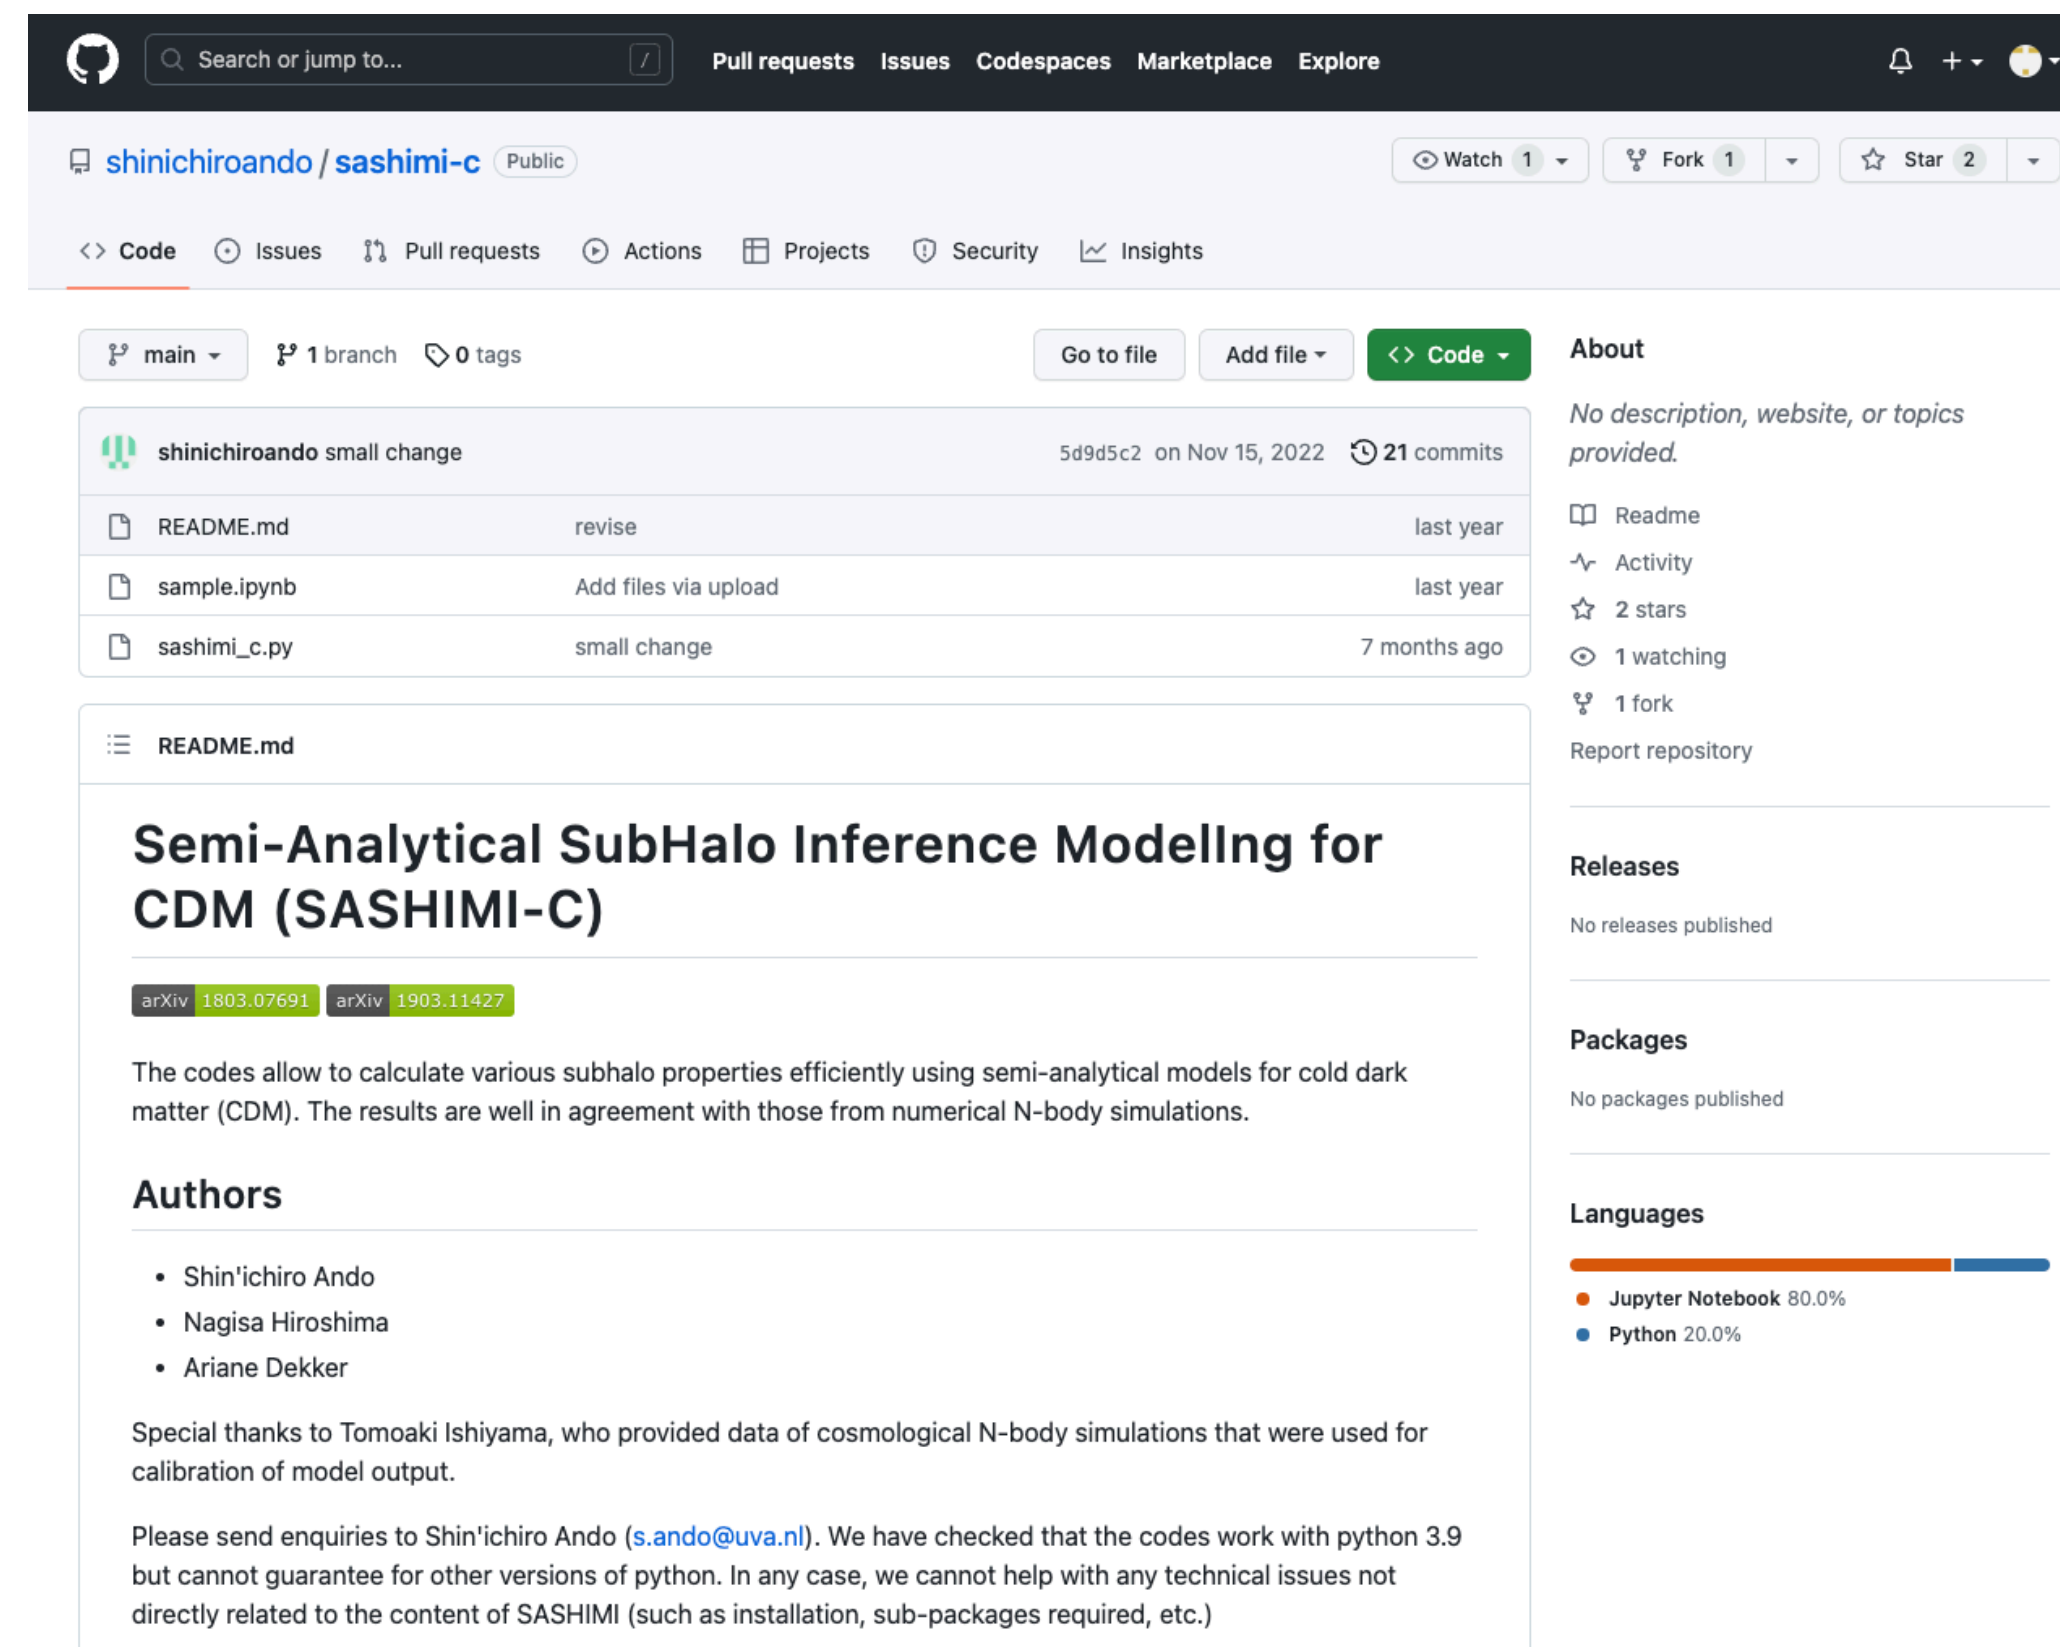 Search or jump to... / Pull requests Issues Codespaces Marketplace Explore
shinichiroando / sashimi-c Public Watch 1 Fork 1 Star 2
Code Issues Pull requests Actions Projects Security Insights
main 1 branch 0 tags Go to file Add file Code
shinichiroando small change 5d9d5c2 on Nov 15, 2022 21 commits
README.md revise last year
sample.ipynb Add files via upload last year
sashimi_c.py small change 7 months ago
README.md
Semi-Analytical SubHalo Inference ModelIng for
CDM (SASHIMI-C)
arXiv 1803.07691 arXiv 1903.11427
The codes allow to calculate various subhalo properties efficiently using semi-analytical models for cold dark
matter (CDM). The results are well in agreement with those from numerical N-body simulations.
Authors
• Shin'ichiro Ando
• Nagisa Hiroshima
• Ariane Dekker
Special thanks to Tomoaki Ishiyama, who provided data of cosmological N-body simulations that were used for
calibration of model output.
Please send enquiries to Shin'ichiro Ando (s.ando@uva.nl). We have checked that the codes work with python 3.9
but cannot guarantee for other versions of python. In any case, we cannot help with any technical issues not
directly related to the content of SASHIMI (such as installation, sub-packages required, etc.)
About
No description, website, or topics
provided.
Readme
Activity
2 stars
1 watching
1 fork
Report repository
Releases
No releases published
Packages
No packages published
Languages
Jupyter Notebook 80.0%
Python 20.0%